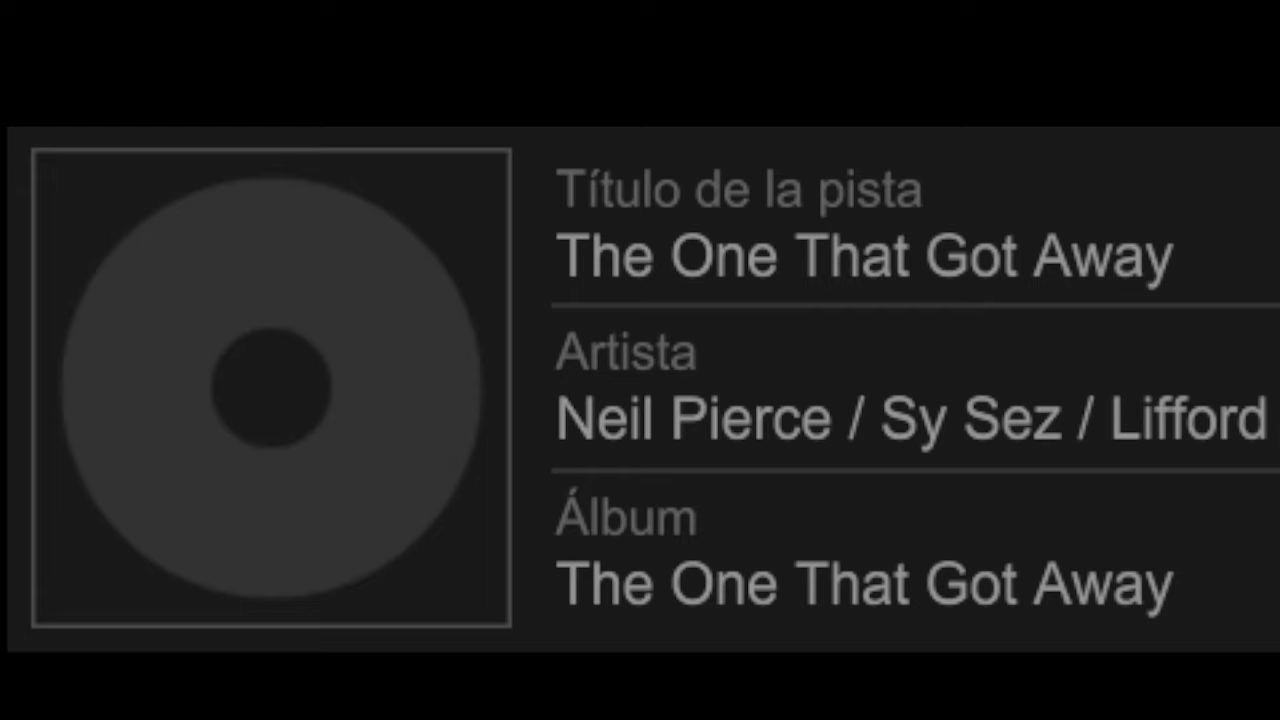 Título de la pista
The One That Got Away
Artista
Neil Pierce / Sy Sez / Lifford
Álbum
The One That Got Away